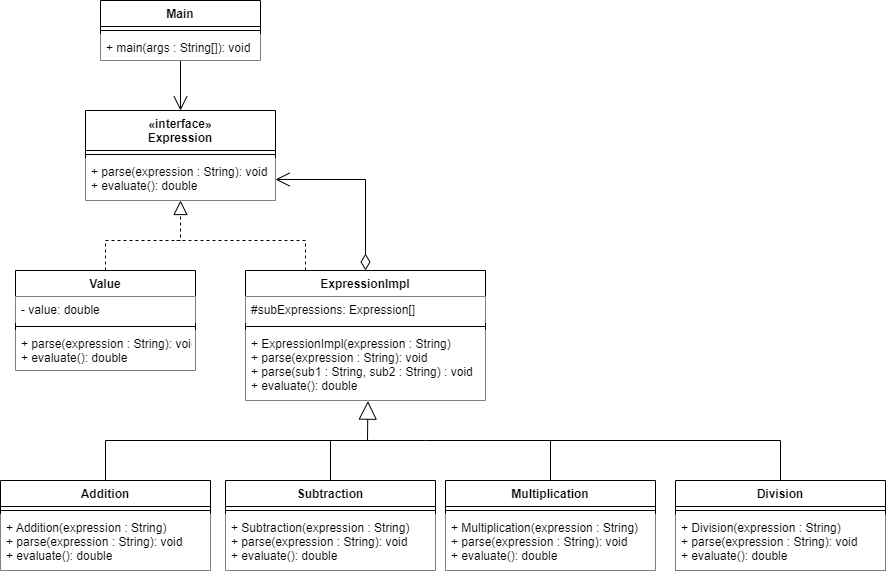 Main
+ main(args : String[]): void
«interface»
Expression
+ parse(expression : String): void
+ evaluate(): double
Value
- value: double
+ parse(expression : String): voi
+ evaluate(): double
ExpressionImpl
#subExpressions: Expression[]
+ ExpressionImpl(expression : String)
+ parse(expression : String): void
+ parse(sub1 : String, sub2 : String) : void
+ evaluate(): double
Addition
+ Addition(expression : String)
+ parse(expression : String): void
+ evaluate(): double
Subtraction
+ Subtraction(expression : String)
+ parse(expression : String): void
+ evaluate(): double
Multiplication
+ Multiplication(expression : String)
+ parse(expression : String): void
+ evaluate(): double
Division
+ Division(expression : String)
+ parse(expression : String): void
+ evaluate(): double